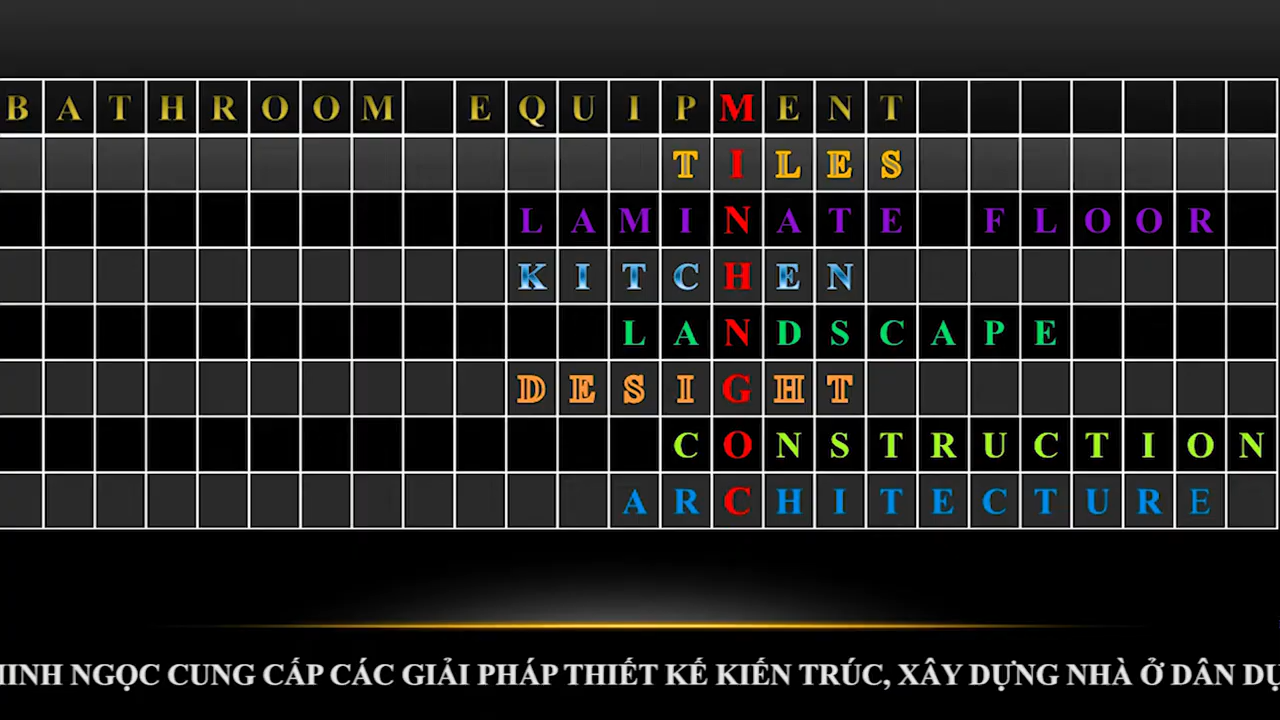 BATHROOM EQUIPMENT
TILES
LAMINATE FLOOR
KITCHEN
LANDSCAPE
DESIGHT
CONSTRUCTION
ARCHITECTURE
NGỌC CUNG CẤP CÁC GIẢI PHÁP THIẾT KẾ KIẾN TRÚC, XÂY DỰNG NHÀ Ở DÂN